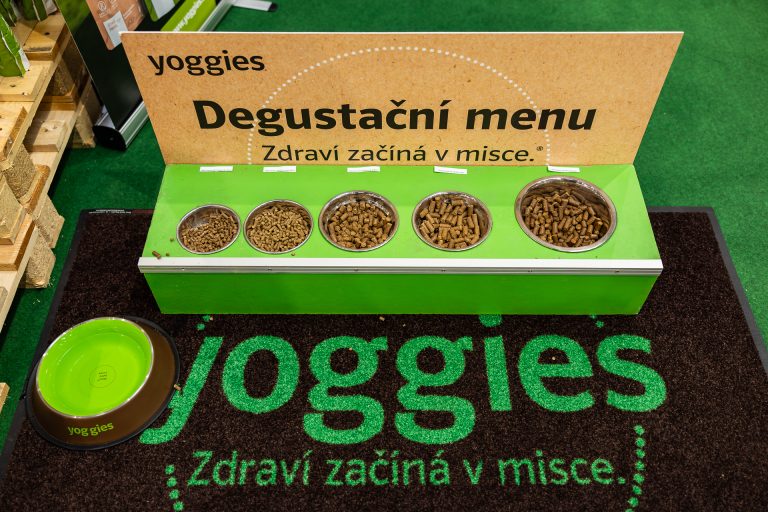 yoggies
Degustační menu
Zdraví začíná v misce.®
yoggies
yoggies
Zdraví začíná v misce.